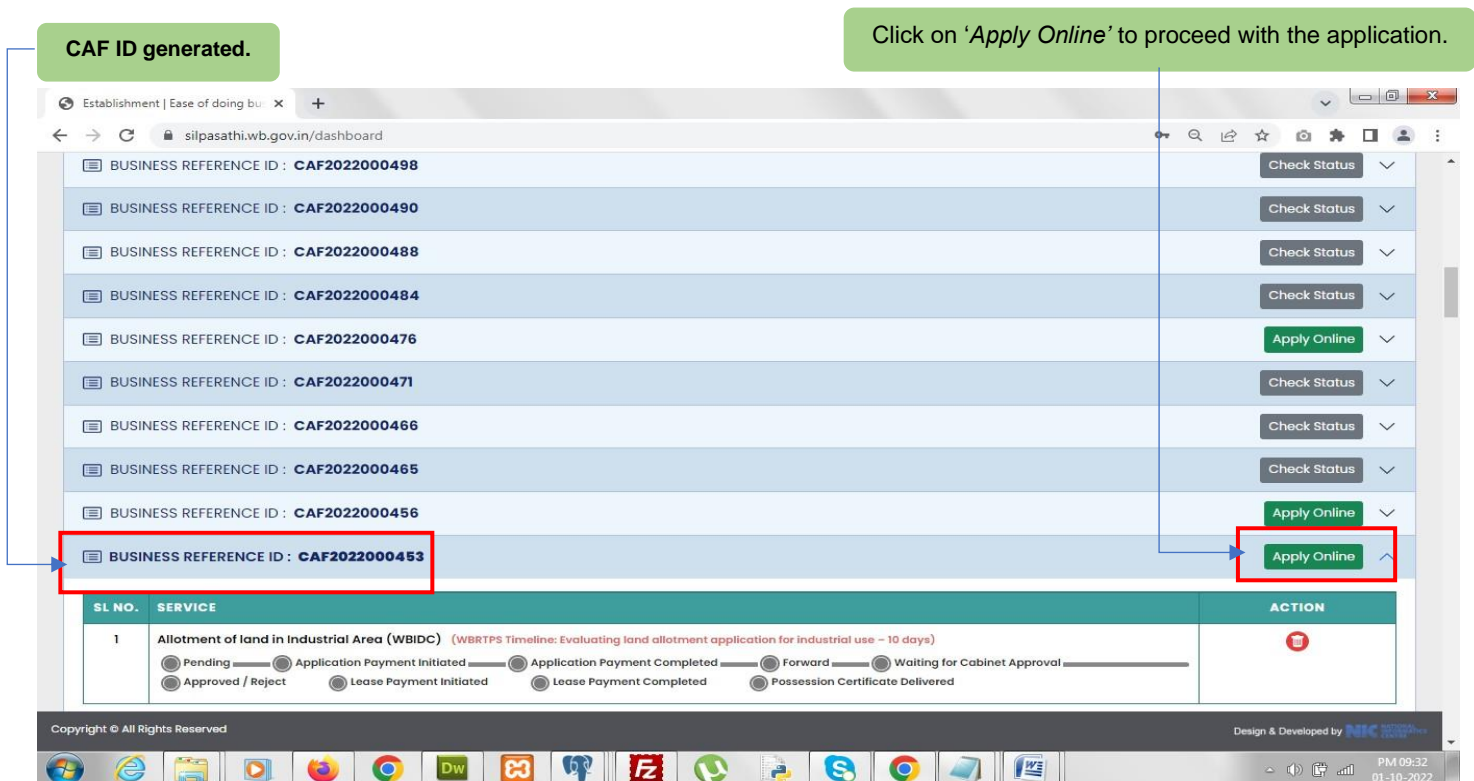 CAF ID generated.
Click on ‘Apply Online’ to proceed with the application.
Establishment | Ease of doing bu
silpasathi.wb.gov.in/dashboard
BUSINESS REFERENCE ID : CAF2022000498 Check Status
BUSINESS REFERENCE ID : CAF2022000490 Check Status
BUSINESS REFERENCE ID : CAF2022000488 Check Status
BUSINESS REFERENCE ID : CAF2022000484 Check Status
BUSINESS REFERENCE ID : CAF2022000476 Apply Online
BUSINESS REFERENCE ID : CAF2022000471 Check Status
BUSINESS REFERENCE ID : CAF2022000466 Check Status
BUSINESS REFERENCE ID : CAF2022000465 Check Status
BUSINESS REFERENCE ID : CAF2022000456 Apply Online
BUSINESS REFERENCE ID : CAF2022000453 Apply Online
SL NO. SERVICE ACTION
1 Allotment of land in Industrial Area (WBIDC) (WBRTPS Timeline: Evaluating land allotment application for industrial use - 10 days)
Pending Application Payment Initiated Application Payment Completed Forward Waiting for Cabinet Approval
Approved / Reject Lease Payment Initiated Lease Payment Completed Possession Certificate Delivered
Copyright © All Rights Reserved Design & Developed by NIC
Dw Fz S W
PM 09:32
01-10-2022